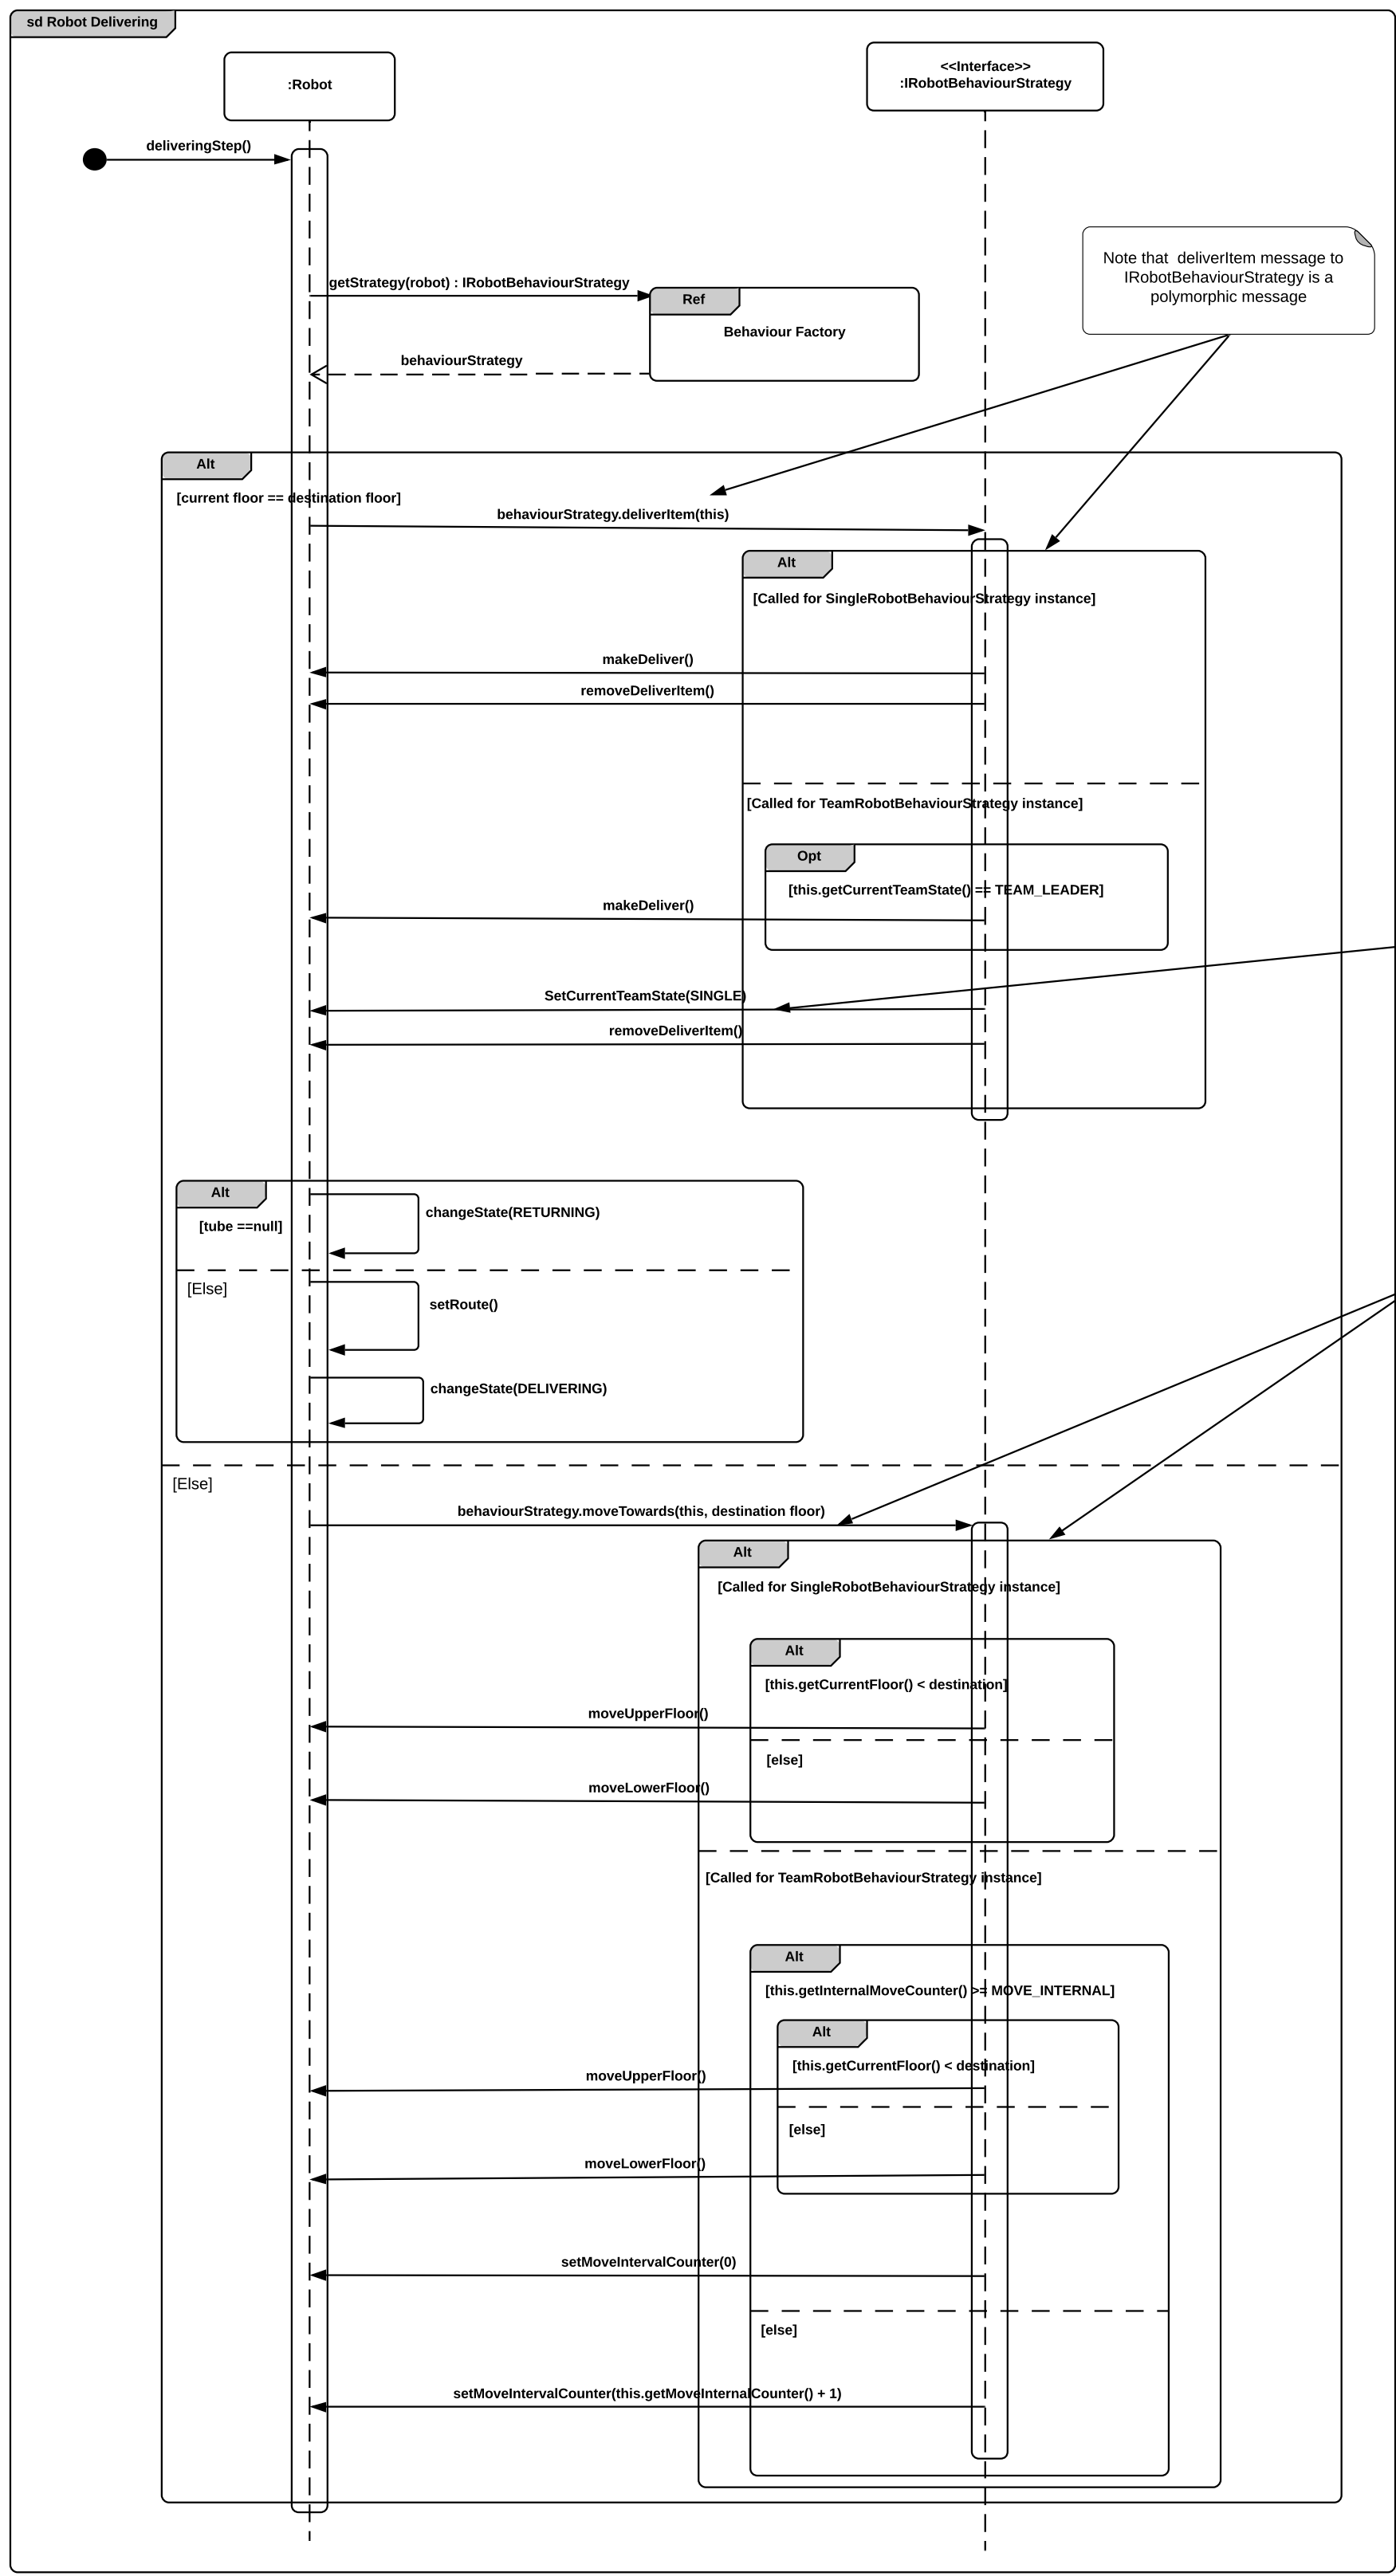 sd Robot Delivering
:Robot
<<Interface>>
:IRobotBehaviourStrategy
deliveringStep()
Note that  deliverItem message to
IRobotBehaviourStrategy is a
polymorphic message
getStrategy(robot) : IRobotBehaviourStrategy
Ref
Behaviour Factory
behaviourStrategy
Alt
[current floor == destination floor]
behaviourStrategy.deliverItem(this)
Alt
[Called for SingleRobotBehaviourStrategy instance]
makeDeliver()
removeDeliverItem()
[Called for TeamRobotBehaviourStrategy instance]
Opt
[this.getCurrentTeamState() == TEAM_LEADER]
makeDeliver()
SetCurrentTeamState(SINGLE)
removeDeliverItem()
Alt
changeState(RETURNING)
[tube ==null]
[Else]
setRoute()
changeState(DELIVERING)
[Else]
behaviourStrategy.moveTowards(this, destination floor)
Alt
[Called for SingleRobotBehaviourStrategy instance]
Alt
[this.getCurrentFloor() < destination]
moveUpperFloor()
[else]
moveLowerFloor()
[Called for TeamRobotBehaviourStrategy instance]
Alt
[this.getInternalMoveCounter() >= MOVE_INTERNAL]
Alt
[this.getCurrentFloor() < destination]
moveUpperFloor()
[else]
moveLowerFloor()
setMoveIntervalCounter(0)
[else]
setMoveIntervalCounter(this.getMoveInternalCounter() + 1)